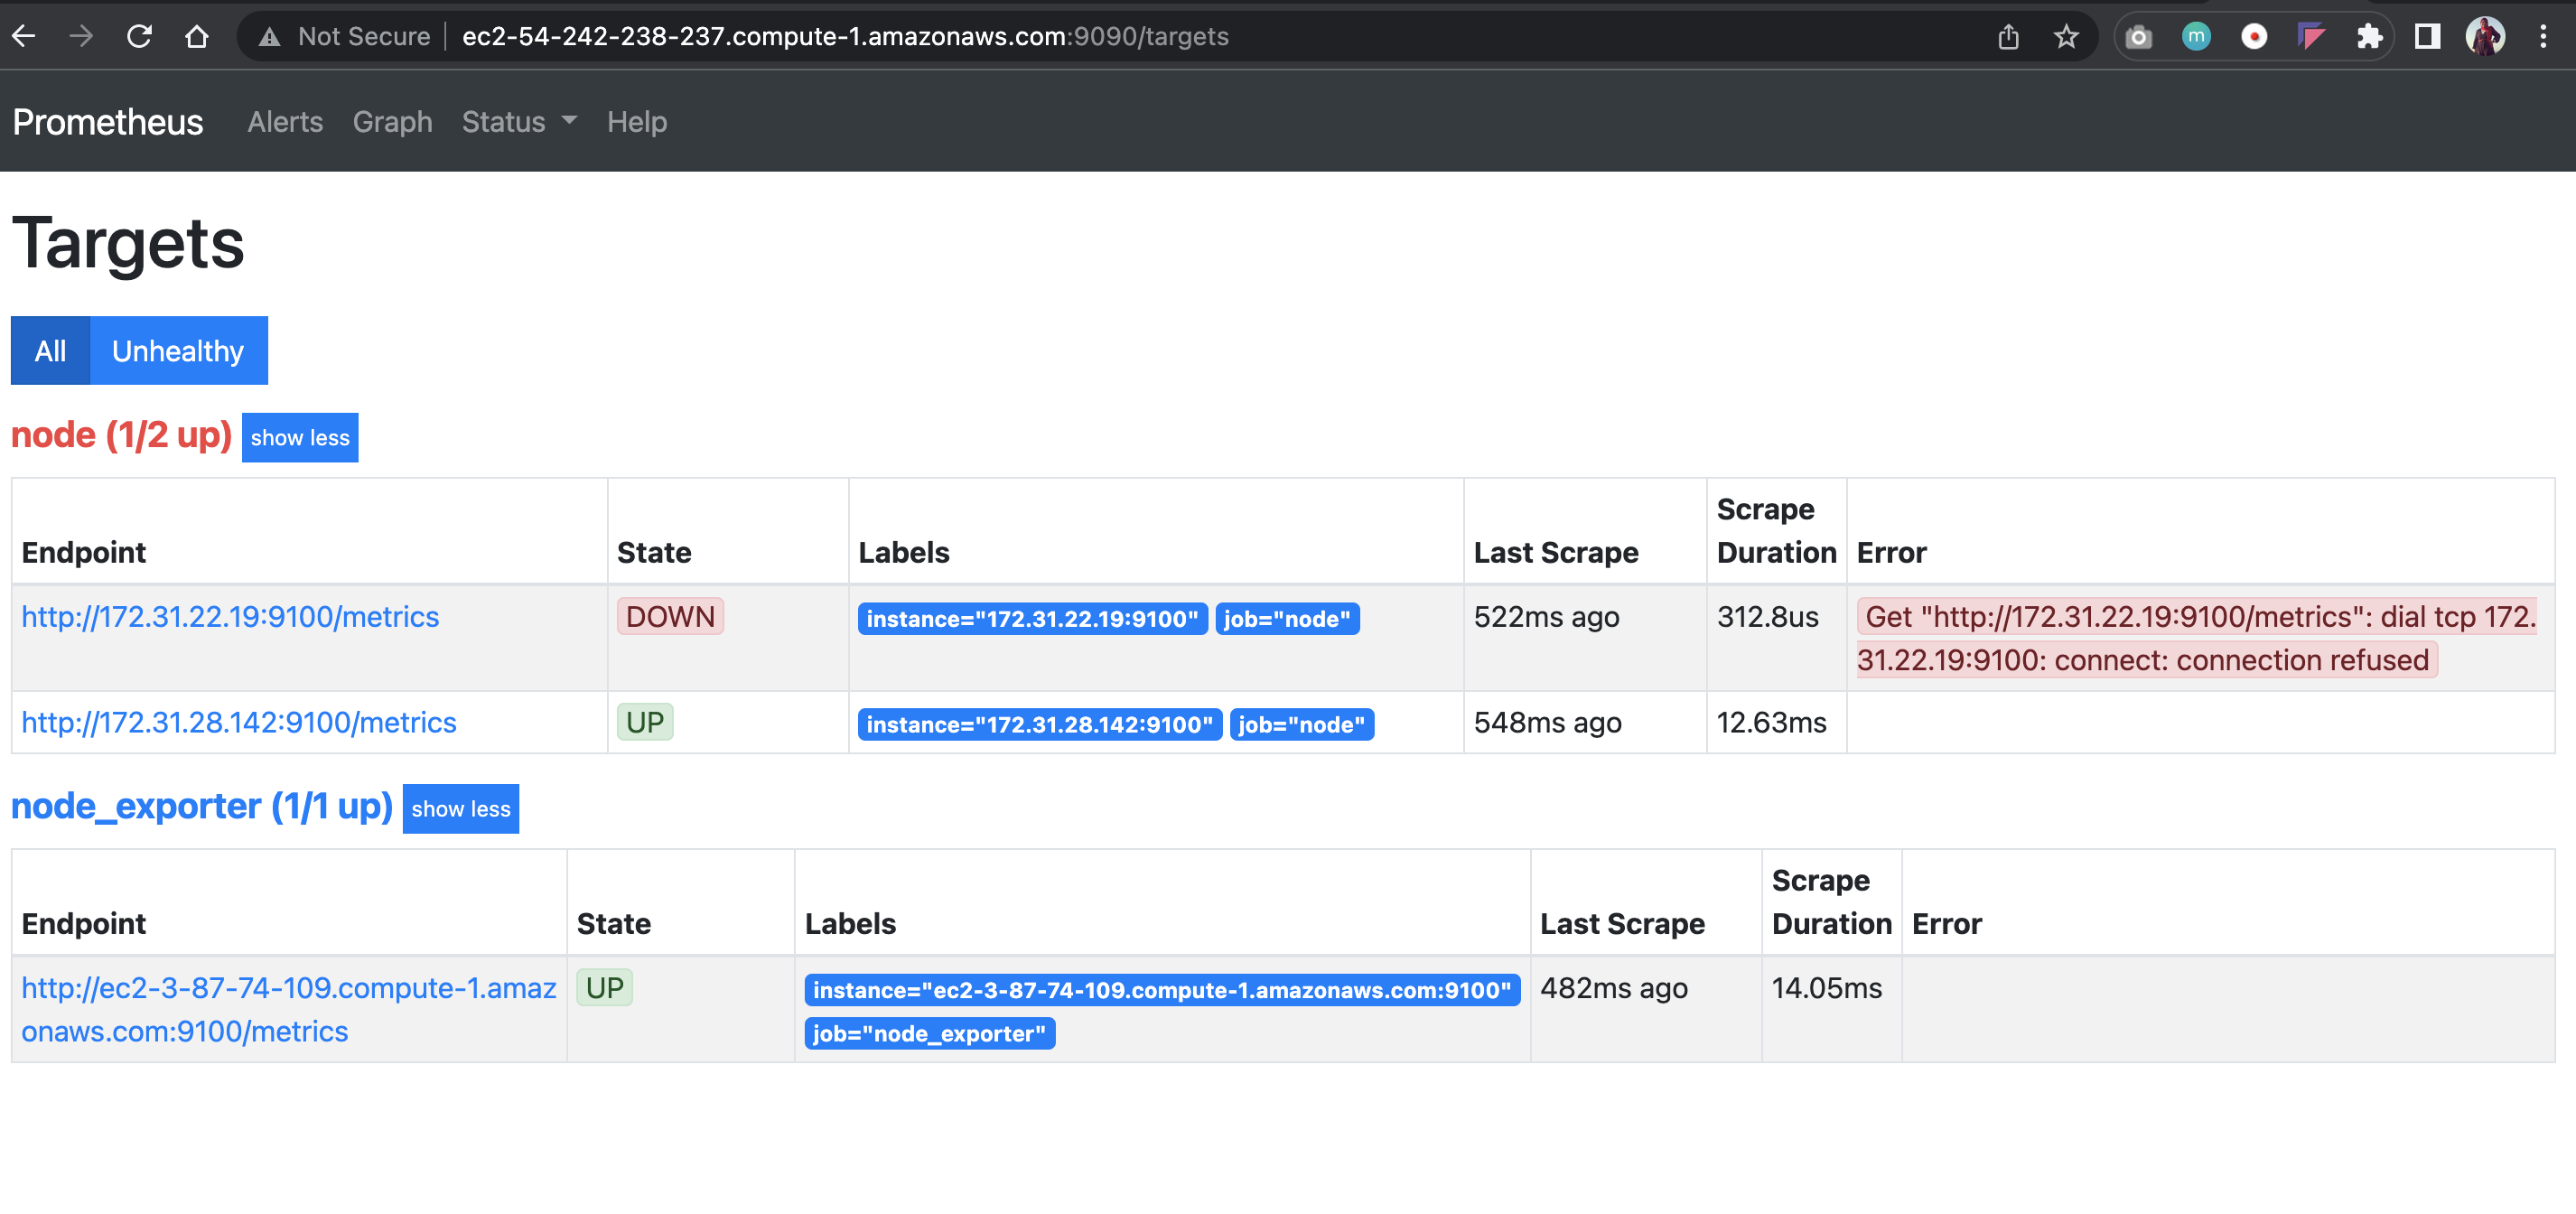 Not Secure ec2-54-242-238-237.compute-1.amazonaws.com:9090/targets
m
Prometheus Alerts Graph Status Help
Targets
All Unhealthy
node (1/2 up) show less
Endpoint State Labels Last Scrape Scrape Duration Error
http://172.31.22.19:9100/metrics DOWN instance="172.31.22.19:9100" job="node" 522ms ago 312.8us Get "http://172.31.22.19:9100/metrics": dial tcp 172.
31.22.19:9100: connect: connection refused
http://172.31.28.142:9100/metrics UP instance="172.31.28.142:9100" job="node" 548ms ago 12.63ms
node_exporter (1/1 up) show less
Endpoint State Labels Last Scrape Scrape Duration Error
http://ec2-3-87-74-109.compute-1.amaz UP instance="ec2-3-87-74-109.compute-1.amazonaws.com:9100" 482ms ago 14.05ms
onaws.com:9100/metrics job="node_exporter"